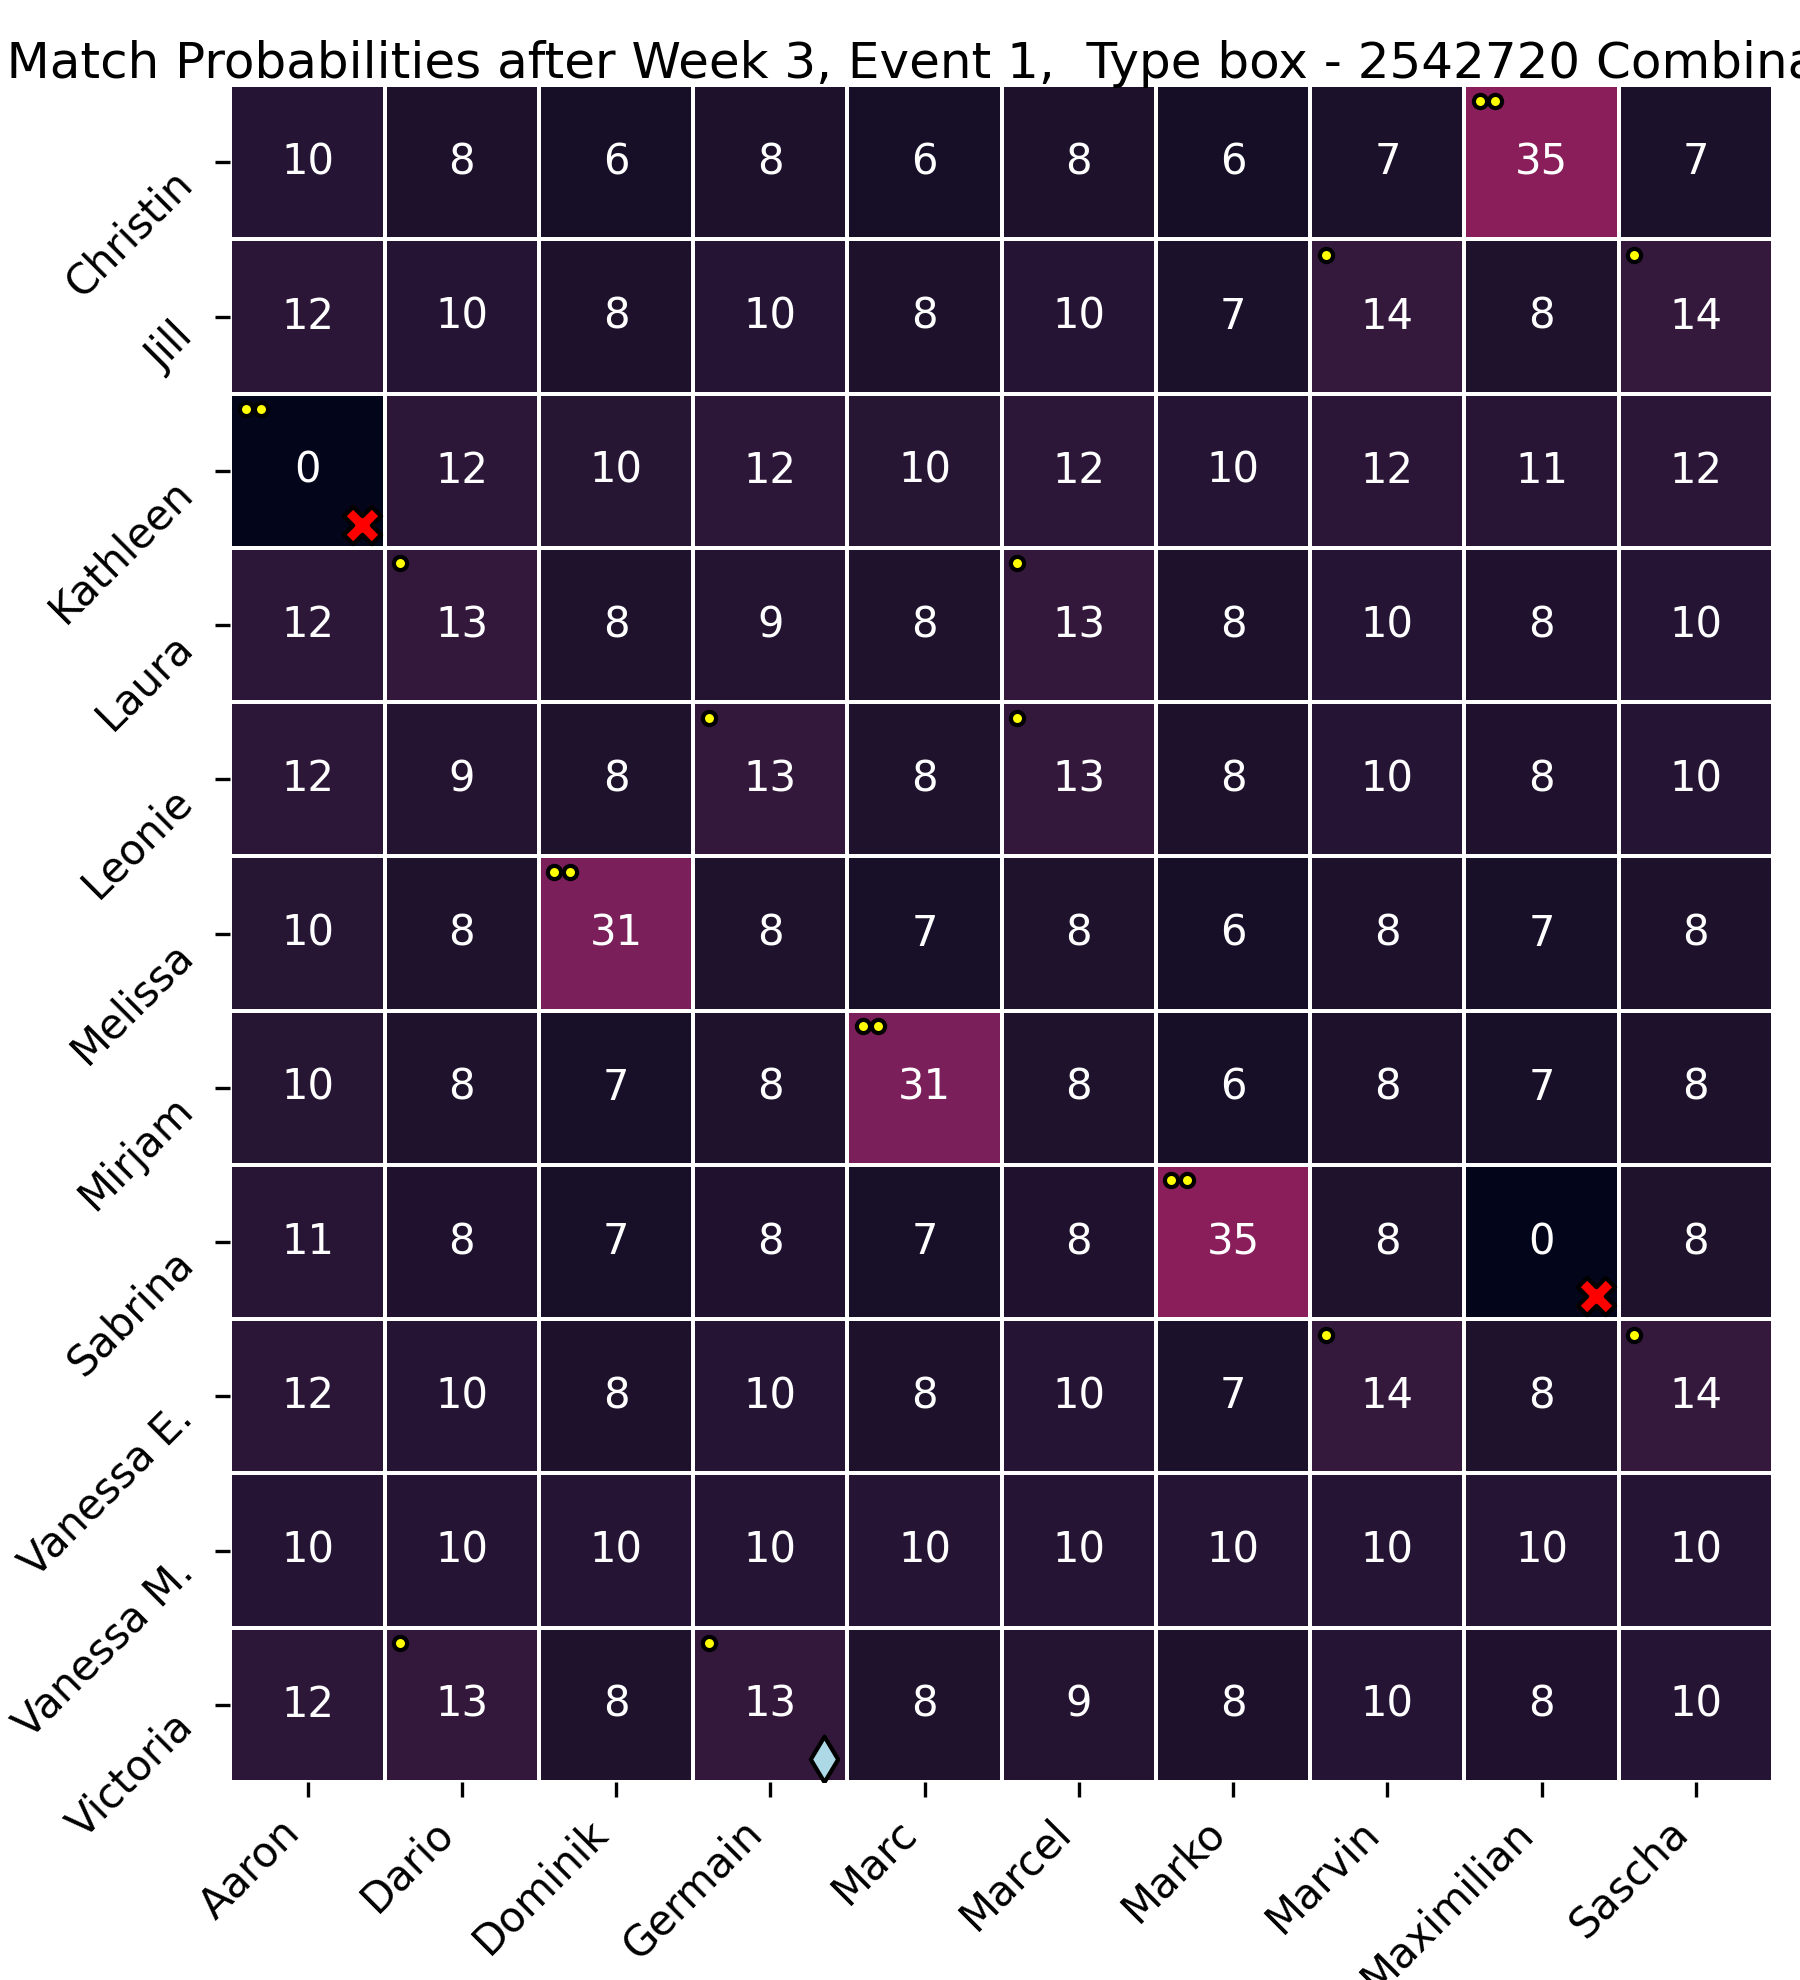 Match Probabilities after Week 3, Event 1, Type box - 2542720 Combina
Christin 10 8 6 8 6 8 6 7 35 7
Jill 12 10 8 10 8 10 7 14 8 14
Kathleen 0 12 10 12 10 12 10 12 11 12
Laura 12 13 8 9 8 13 8 10 8 10
Leonie 12 9 8 13 8 13 8 10 8 10
Melissa 10 8 31 8 7 8 6 8 7 8
Mirjam 10 8 7 8 31 8 6 8 7 8
Sabrina 11 8 7 8 7 8 35 8 0 8
Vanessa E. 12 10 8 10 8 10 7 14 8 14
Vanessa M. 10 10 10 10 10 10 10 10 10 10
Victoria 12 13 8 13 8 9 8 10 8 10
Aaron Dario Dominik Germain Marc Marcel Marko Marvin Maximilian Sascha